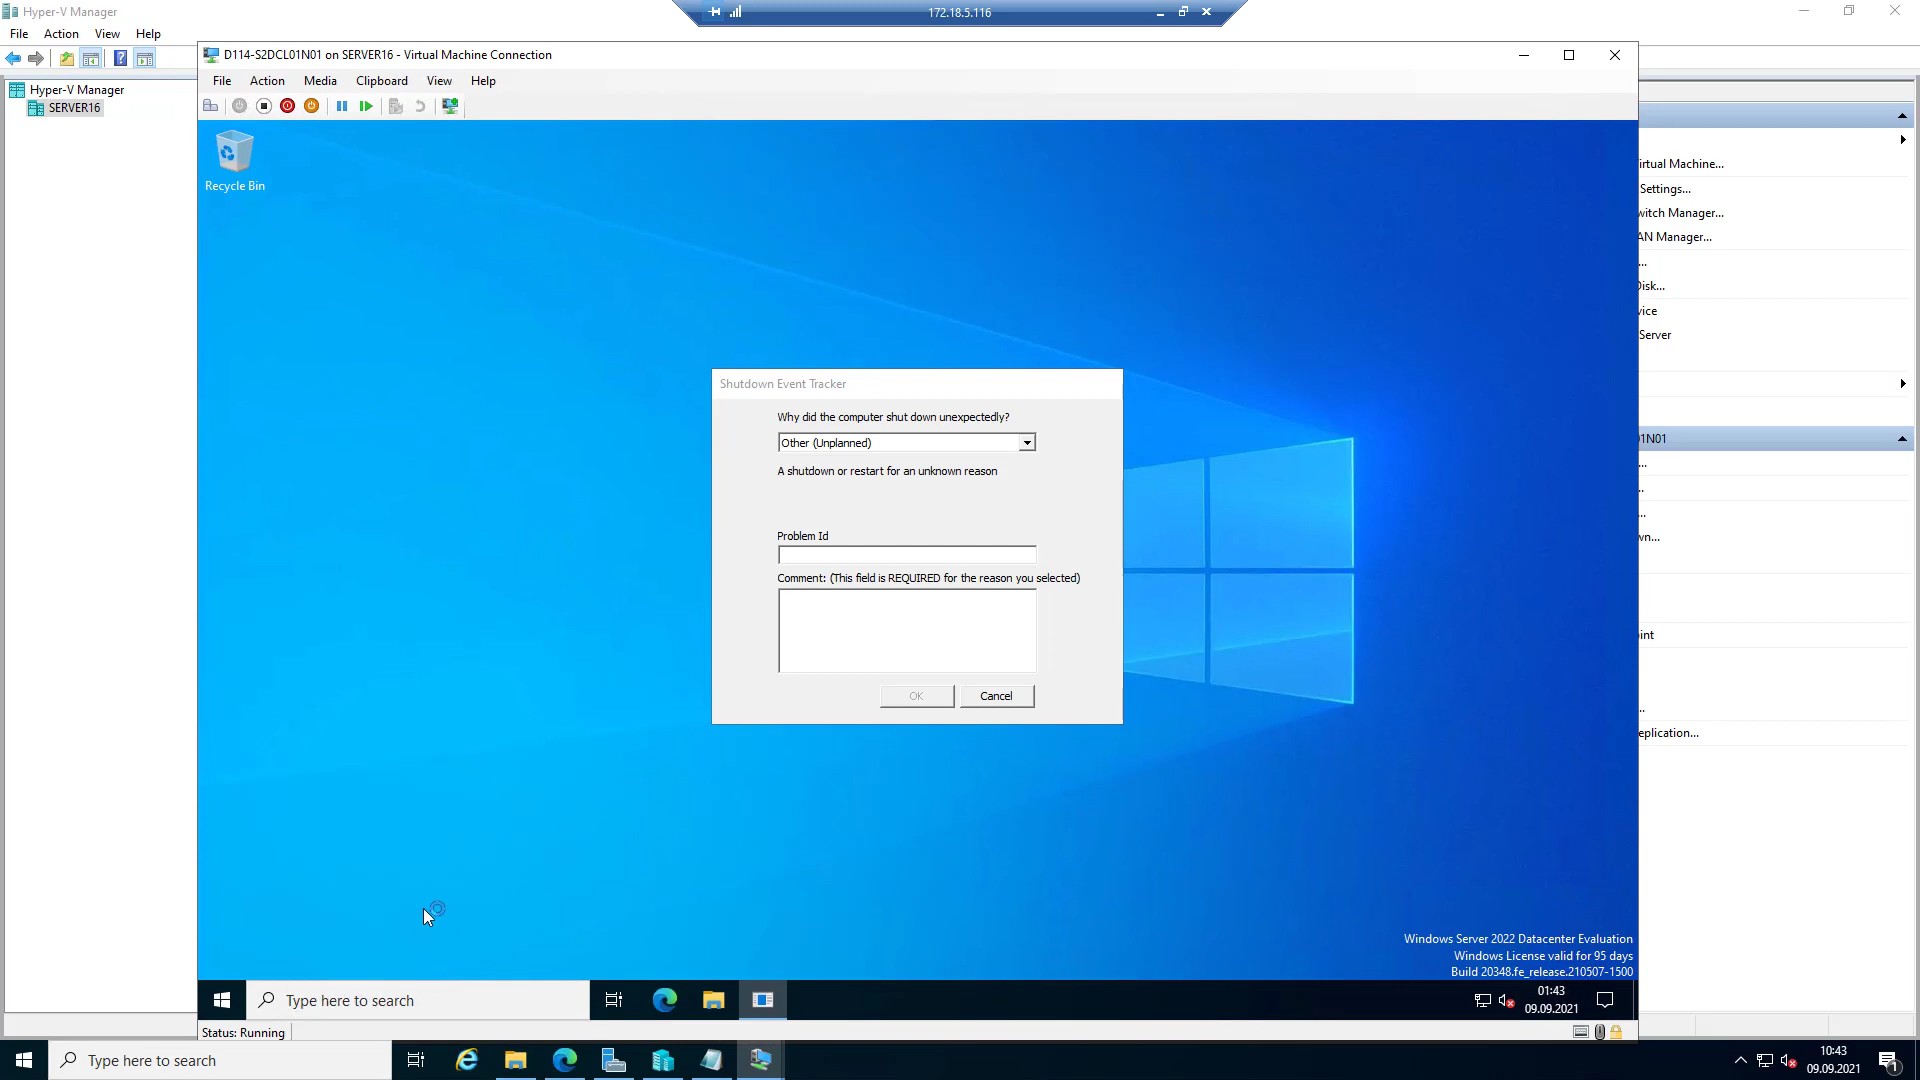 Hyper-V Manager
172.18.5.116
File Action View Help
Hyper-V Manager
SERVER16
D114-S2DCL01N01 on SERVER16 - Virtual Machine Connection
File Action Media Clipboard View Help
Recycle Bin
Shutdown Event Tracker
Why did the computer shut down unexpectedly?
Other (Unplanned)
A shutdown or restart for an unknown reason
Problem Id
Comment: (This field is REQUIRED for the reason you selected)
OK Cancel
irtual Machine...
Settings...
witch Manager...
AN Manager...
...
Disk...
vice
Server
01N01
...
...
...
wn...
int
...
eplication...
Windows Server 2022 Datacenter Evaluation
Windows License valid for 95 days
Build 20348.fe_release.210507-1500
Type here to search
01:43
09.09.2021
Status: Running
Type here to search
10:43
09.09.2021
1